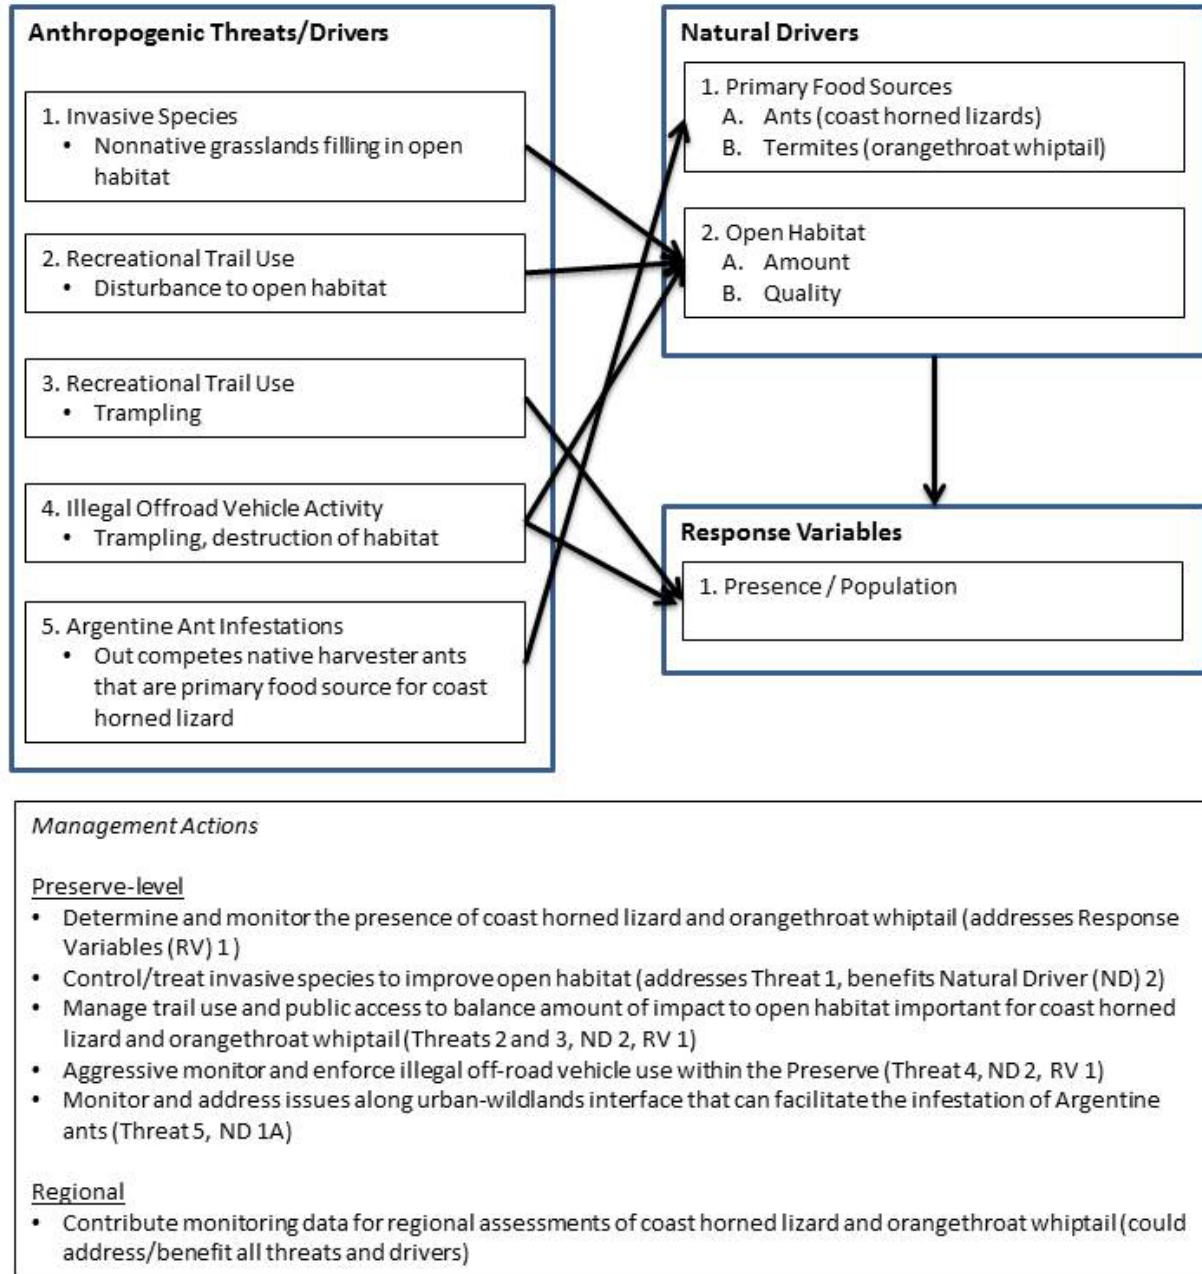 Anthropogenic Threats/Drivers
1. Invasive Species
• Nonnative grasslands filling in open
habitat
2. Recreational Trail Use
• Disturbance to open habitat
3. Recreational Trail Use
• Trampling
4. Illegal Offroad Vehicle Activity
• Trampling, destruction of habitat
5. Argentine Ant Infestations
• Out competes native harvester ants
that are primary food source for coast
horned lizard
Natural Drivers
1. Primary Food Sources
A. Ants (coast horned lizards)
B. Termites (orangethroat whiptail)
2. Open Habitat
A. Amount
B. Quality
Response Variables
1. Presence / Population
Management Actions
Preserve-level
• Determine and monitor the presence of coast horned lizard and orangethroat whiptail (addresses Response
Variables (RV) 1 )
• Control/treat invasive species to improve open habitat (addresses Threat 1, benefits Natural Driver (ND) 2)
• Manage trail use and public access to balance amount of impact to open habitat important for coast horned
lizard and orangethroat whiptail (Threats 2 and 3, ND 2, RV 1)
• Aggressive monitor and enforce illegal off-road vehicle use within the Preserve (Threat 4, ND 2, RV 1)
• Monitor and address issues along urban-wildlands interface that can facilitate the infestation of Argentine
ants (Threat 5, ND 1A)
Regional
• Contribute monitoring data for regional assessments of coast horned lizard and orangethroat whiptail (could
address/benefit all threats and drivers)